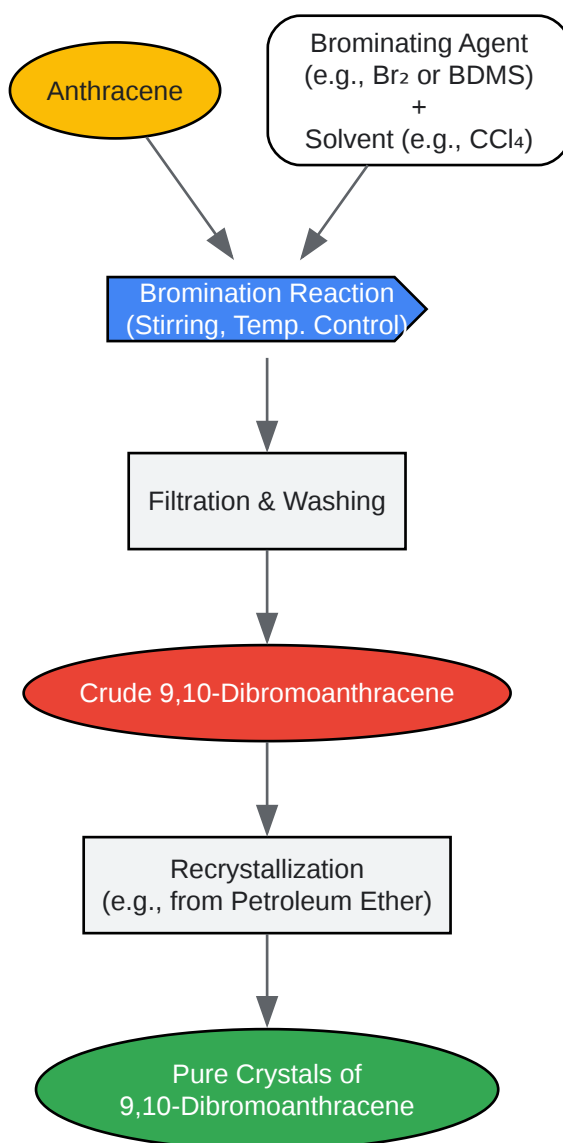 Anthracene
Brominating Agent
(e.g., Br₂ or BDMS)
+
Solvent (e.g., CCl₄)
Bromination Reaction
(Stirring, Temp. Control)
Filtration & Washing
Crude 9,10-Dibromoanthracene
Recrystallization
(e.g., from Petroleum Ether)
Pure Crystals of
9,10-Dibromoanthracene